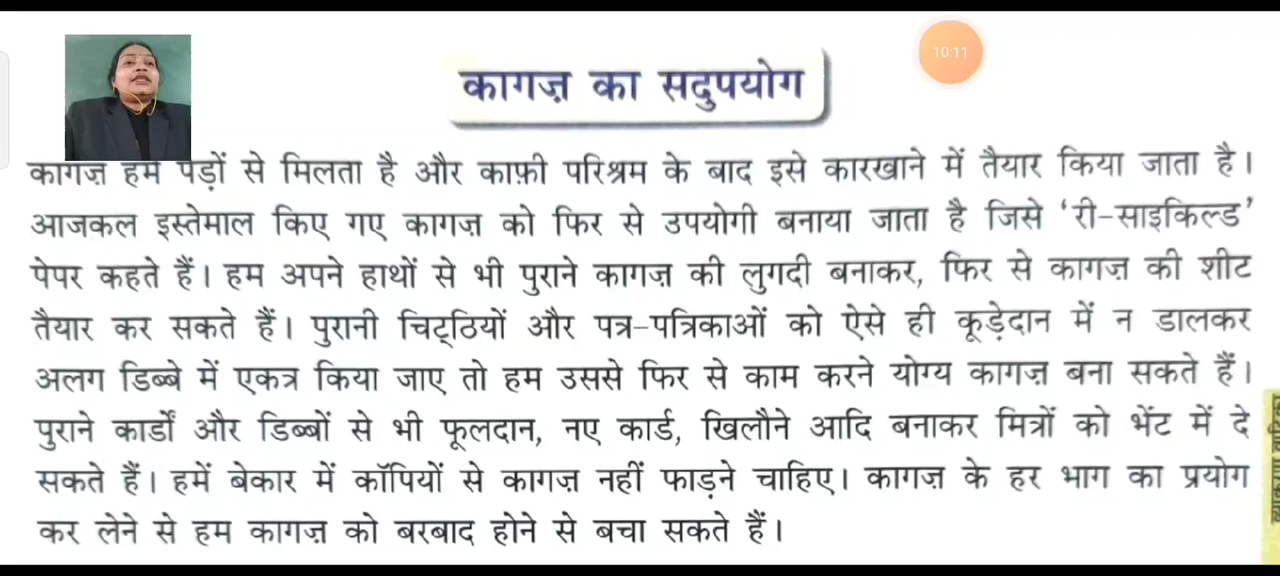 10:11
कागज़ का सदुपयोग
कागज़ हमें पेड़ों से मिलता है और काफ़ी परिश्रम के बाद इसे कारखाने में तैयार किया जाता है।
आजकल इस्तेमाल किए गए कागज़ को फिर से उपयोगी बनाया जाता है जिसे ‘री-साइकिल्ड’
पेपर कहते हैं। हम अपने हाथों से भी पुराने कागज़ की लुगदी बनाकर, फिर से कागज़ की शीट
तैयार कर सकते हैं। पुरानी चिट्ठियों और पत्र-पत्रिकाओं को ऐसे ही कूड़ेदान में न डालकर
अलग डिब्बे में एकत्र किया जाए तो हम उससे फिर से काम करने योग्य कागज़ बना सकते हैं।
पुराने कार्डों और डिब्बों से भी फूलदान, नए कार्ड, खिलौने आदि बनाकर मित्रों को भेंट में दे
सकते हैं। हमें बेकार में कॉपियों से कागज़ नहीं फाड़ने चाहिए। कागज़ के हर भाग का प्रयोग
कर लेने से हम कागज़ को बरबाद होने से बचा सकते हैं।